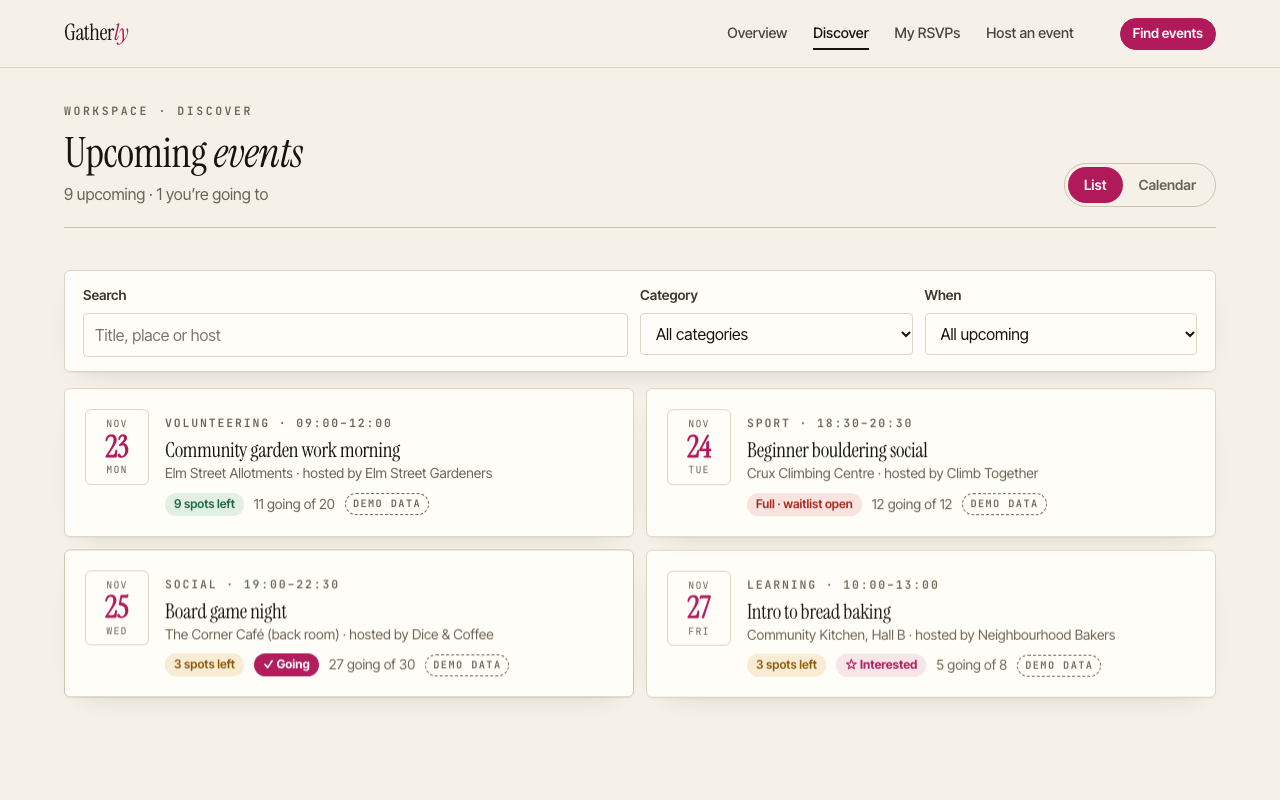 Gatherly
Overview Discover My RSVPs Host an event Find events
WORKSPACE · DISCOVER
Upcoming events
9 upcoming · 1 you’re going to
List Calendar
Search Category When
Title, place or host All categories All upcoming
NOV
23
MON
VOLUNTEERING · 09:00–12:00
Community garden work morning
Elm Street Allotments · hosted by Elm Street Gardeners
9 spots left 11 going of 20 DEMO DATA
NOV
24
TUE
SPORT · 18:30–20:30
Beginner bouldering social
Crux Climbing Centre · hosted by Climb Together
Full · waitlist open 12 going of 12 DEMO DATA
NOV
25
WED
SOCIAL · 19:00–22:30
Board game night
The Corner Café (back room) · hosted by Dice & Coffee
3 spots left ✓ Going 27 going of 30 DEMO DATA
NOV
27
FRI
LEARNING · 10:00–13:00
Intro to bread baking
Community Kitchen, Hall B · hosted by Neighbourhood Bakers
3 spots left ☆ Interested 5 going of 8 DEMO DATA